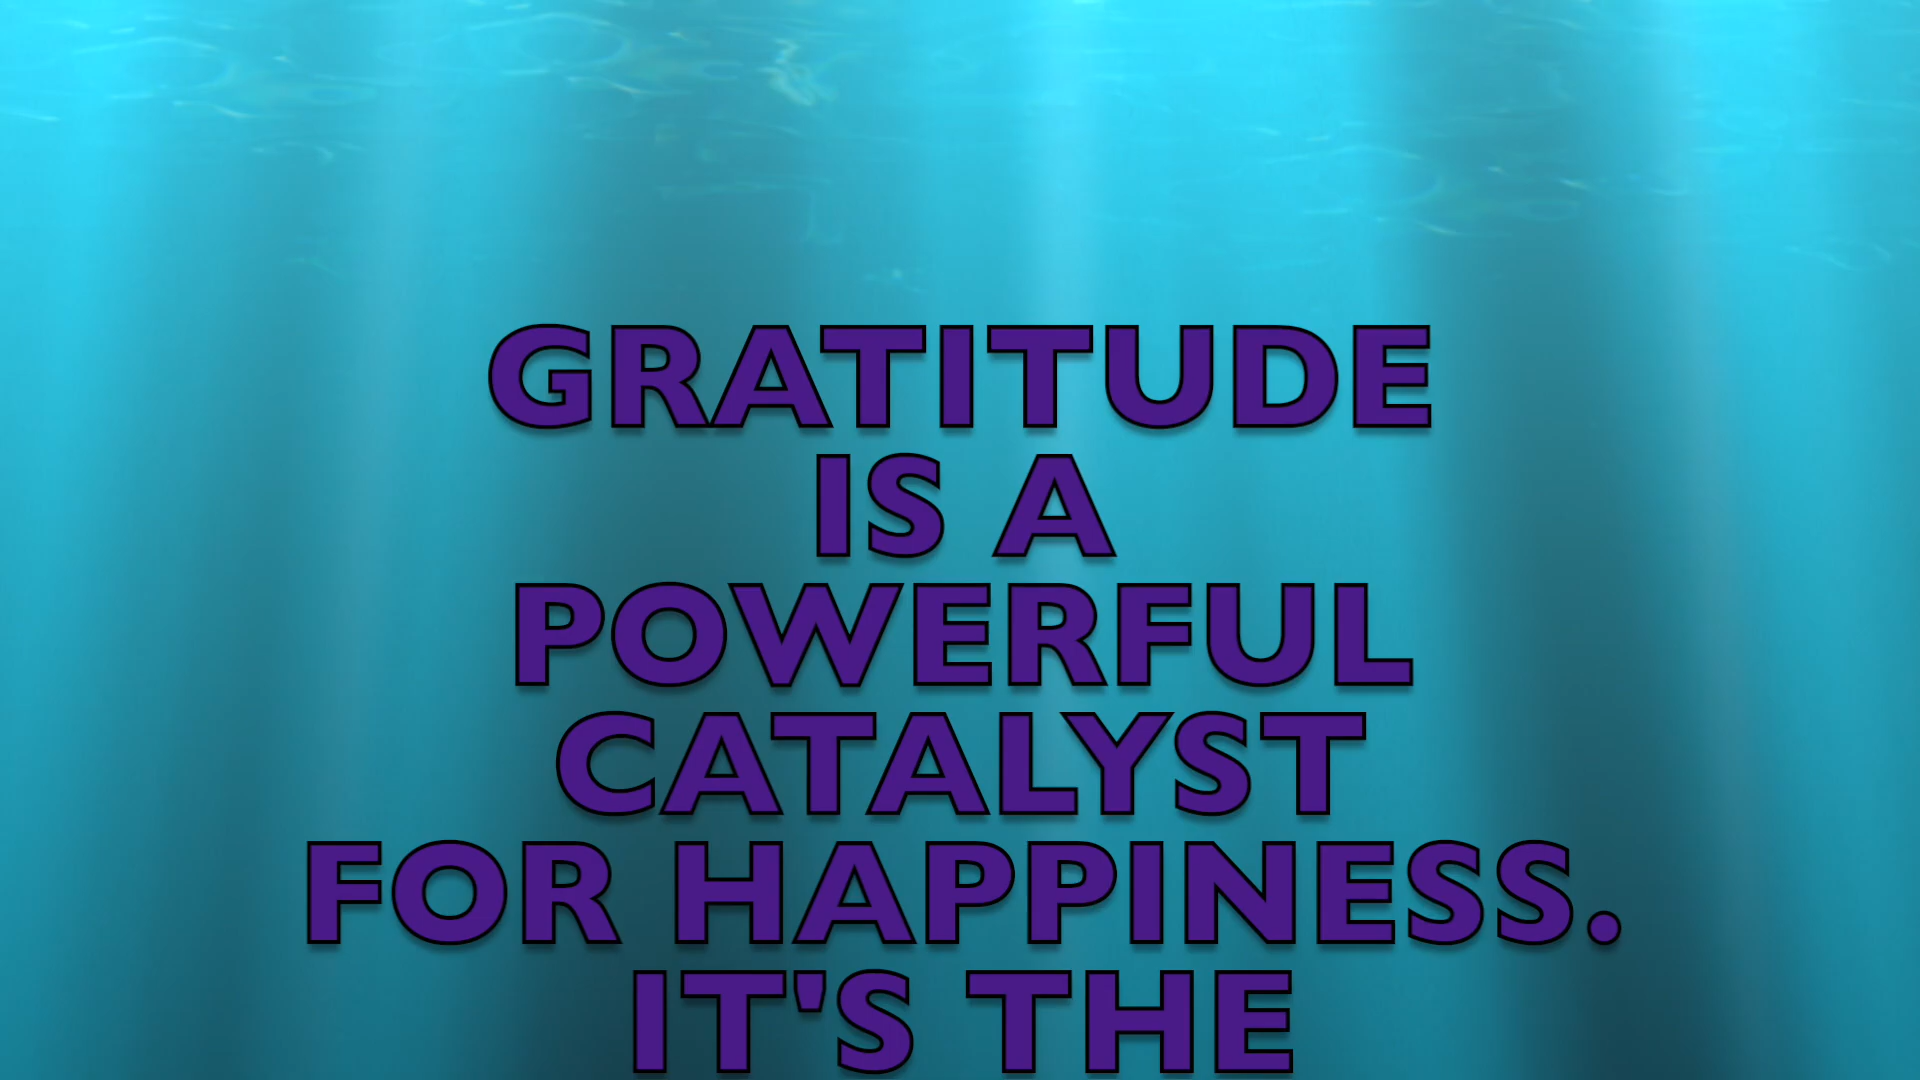 GRATITUDE
IS A
POWERFUL
CATALYST
FOR HAPPINESS.
IT'S THE